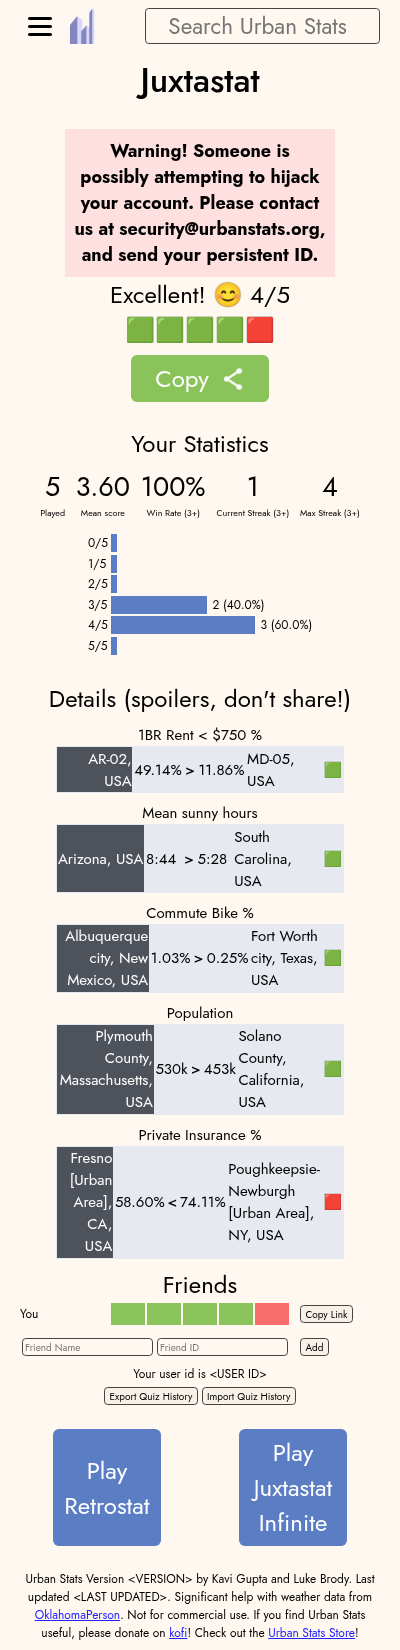 Search Urban Stats
Juxtastat
Warning! Someone is
possibly attempting to hijack
your account. Please contact
us at security@urbanstats.org,
and send your persistent ID.
Excellent! 😊 4/5
🟩🟩🟩🟩🟥
Copy
Your Statistics
5 3.60 100% 1 4
Played Mean score Win Rate (3+) Current Streak (3+) Max Streak (3+)
0/5
1/5
2/5
3/5 2 (40.0%)
4/5 3 (60.0%)
5/5
Details (spoilers, don't share!)
1BR Rent < $750 %
AR-02,
USA
49.14% > 11.86%
MD-05,
USA
🟩
Mean sunny hours
Arizona, USA
8:44 > 5:28
South
Carolina,
USA
🟩
Commute Bike %
Albuquerque
city, New
Mexico, USA
1.03% > 0.25%
Fort Worth
city, Texas,
USA
🟩
Population
Plymouth
County,
Massachusetts,
USA
530k > 453k
Solano
County,
California,
USA
🟩
Private Insurance %
Fresno
[Urban
Area],
CA,
USA
58.60% < 74.11%
Poughkeepsie-
Newburgh
[Urban Area],
NY, USA
🟥
Friends
You Copy Link
Friend Name Friend ID Add
Your user id is <USER ID>
Export Quiz History Import Quiz History
Play
Retrostat
Play
Juxtastat
Infinite
Urban Stats Version <VERSION> by Kavi Gupta and Luke Brody. Last
updated <LAST UPDATED>. Significant help with weather data from
OklahomaPerson. Not for commercial use. If you find Urban Stats
useful, please donate on kofi! Check out the Urban Stats Store!